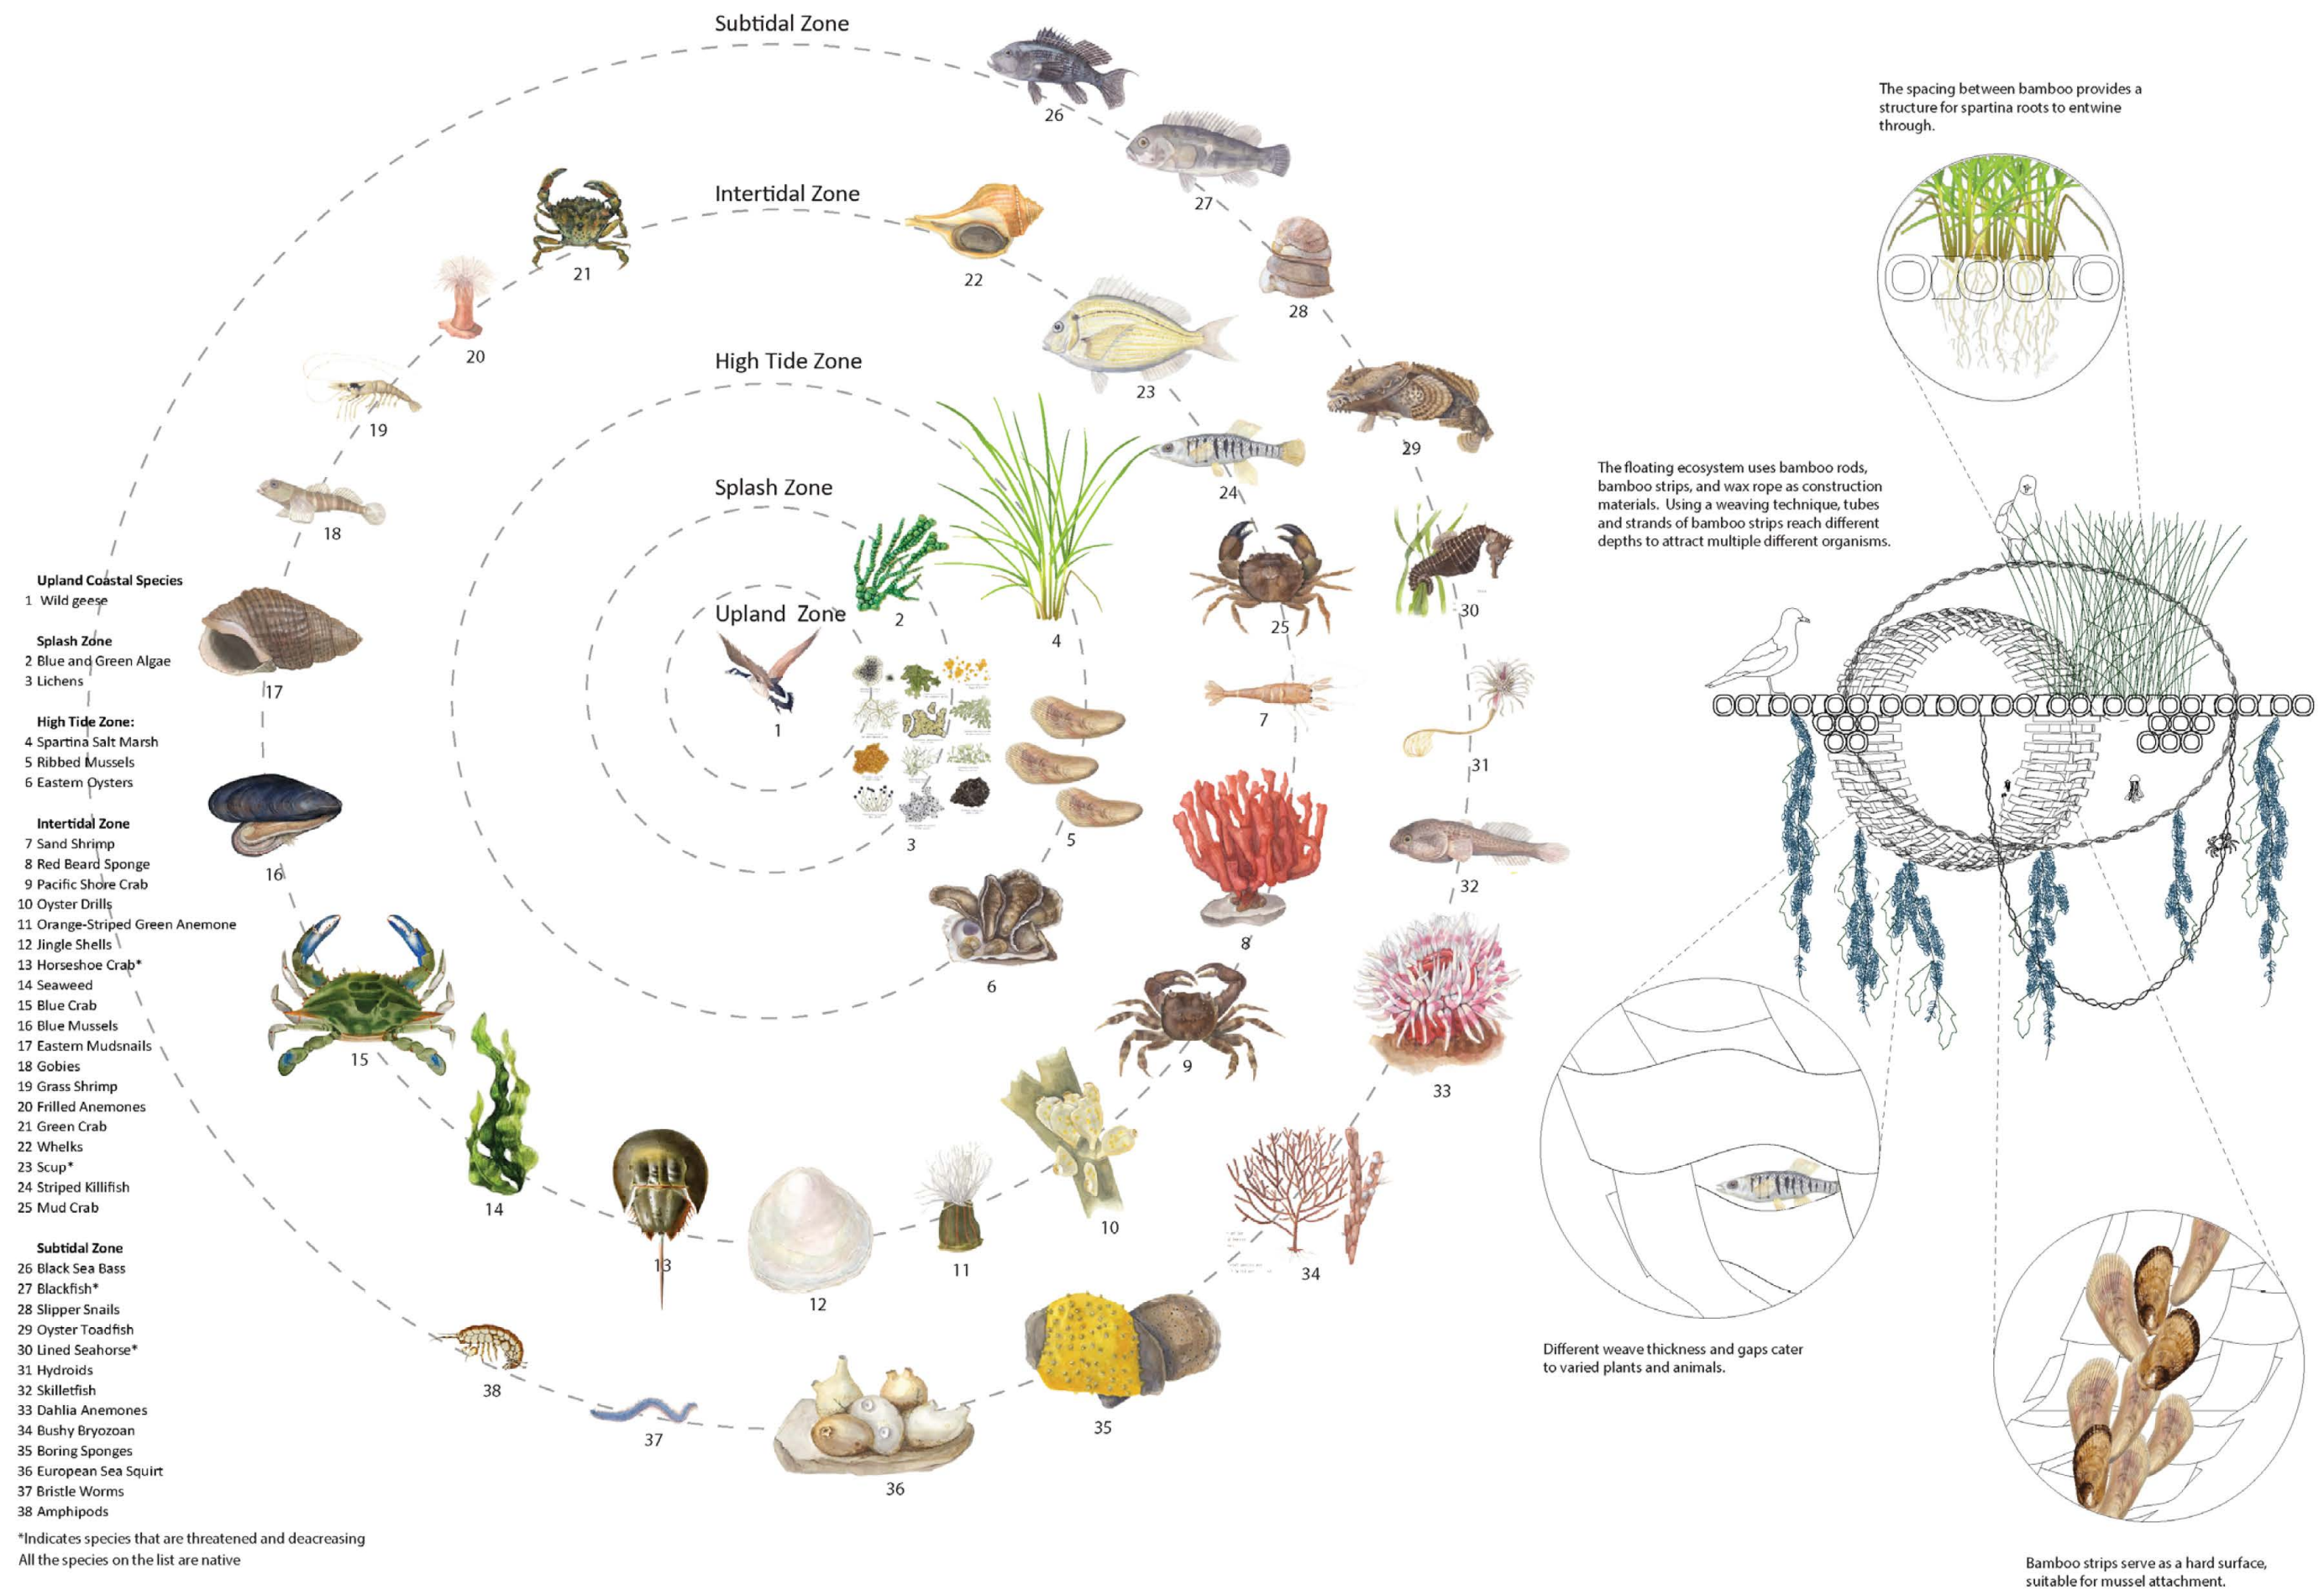 Subtidal Zone
26
27
Intertidal Zone
21
22
28
20
23
High Tide Zone
19
29
24
Splash Zone
18
30
25
2
4
Upland Zone
17
7
1
31
5
3
16
32
8
6
15
9
33
14
10
13
11
34
12
38
35
37
36
Upland Coastal Species
1 Wild geese
Splash Zone
2 Blue and Green Algae
3 Lichens
High Tide Zone:
4 Spartina Salt Marsh
5 Ribbed Mussels
6 Eastern Oysters
Intertidal Zone
7 Sand Shrimp
8 Red Beard Sponge
9 Pacific Shore Crab
10 Oyster Drills
11 Orange-Striped Green Anemone
12 Jingle Shells
13 Horseshoe Crab*
14 Seaweed
15 Blue Crab
16 Blue Mussels
17 Eastern Mudsnails
18 Gobies
19 Grass Shrimp
20 Frilled Anemones
21 Green Crab
22 Whelks
23 Scup*
24 Striped Killifish
25 Mud Crab
Subtidal Zone
26 Black Sea Bass
27 Blackfish*
28 Slipper Snails
29 Oyster Toadfish
30 Lined Seahorse*
31 Hydroids
32 Skilletfish
33 Dahlia Anemones
34 Bushy Bryozoan
35 Boring Sponges
36 European Sea Squirt
37 Bristle Worms
38 Amphipods
*Indicates species that are threatened and deacreasing
All the species on the list are native
The spacing between bamboo provides a
structure for spartina roots to entwine
through.
The floating ecosystem uses bamboo rods,
bamboo strips, and wax rope as construction
materials. Using a weaving technique, tubes
and strands of bamboo strips reach different
depths to attract multiple different organisms.
Different weave thickness and gaps cater
to varied plants and animals.
Bamboo strips serve as a hard surface,
suitable for mussel attachment.